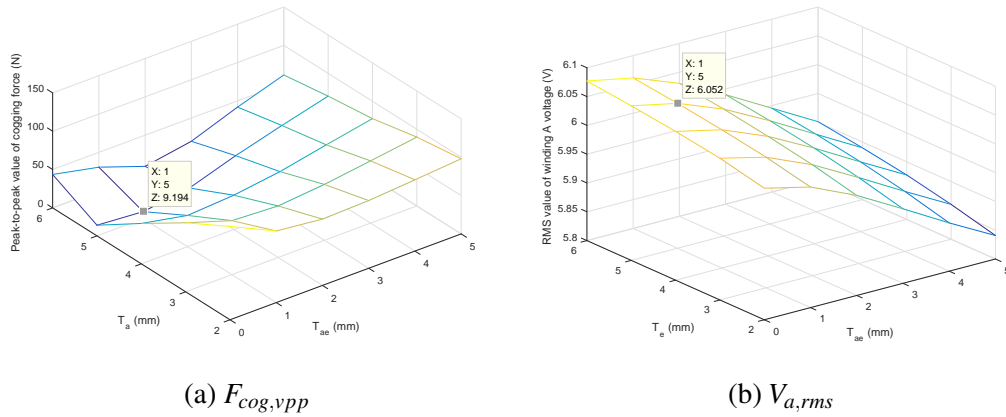 Peak-to-peak value of cogging force (N)
150
100
50
0
6
5
4
3
2
T_a (mm)
0
1
2
3
4
5
T_ae (mm)
X: 1
Y: 5
Z: 9.194
(a) F_cog,vpp
RMS value of winding A voltage (V)
6.1
6.05
6
5.95
5.9
5.85
5.8
6
5
4
3
2
T_e (mm)
0
1
2
3
4
5
T_ae (mm)
X: 1
Y: 5
Z: 6.052
(b) V_a,rms